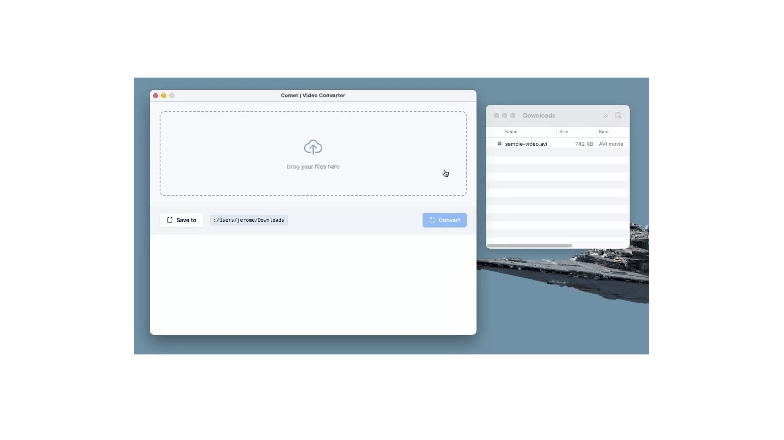 Comet | Video Converter
Drag your files here
Save to
:/Users/jerome/Downloads
Convert
Downloads
Name Size Kind
sample-video.avi 742 KB AVI movie